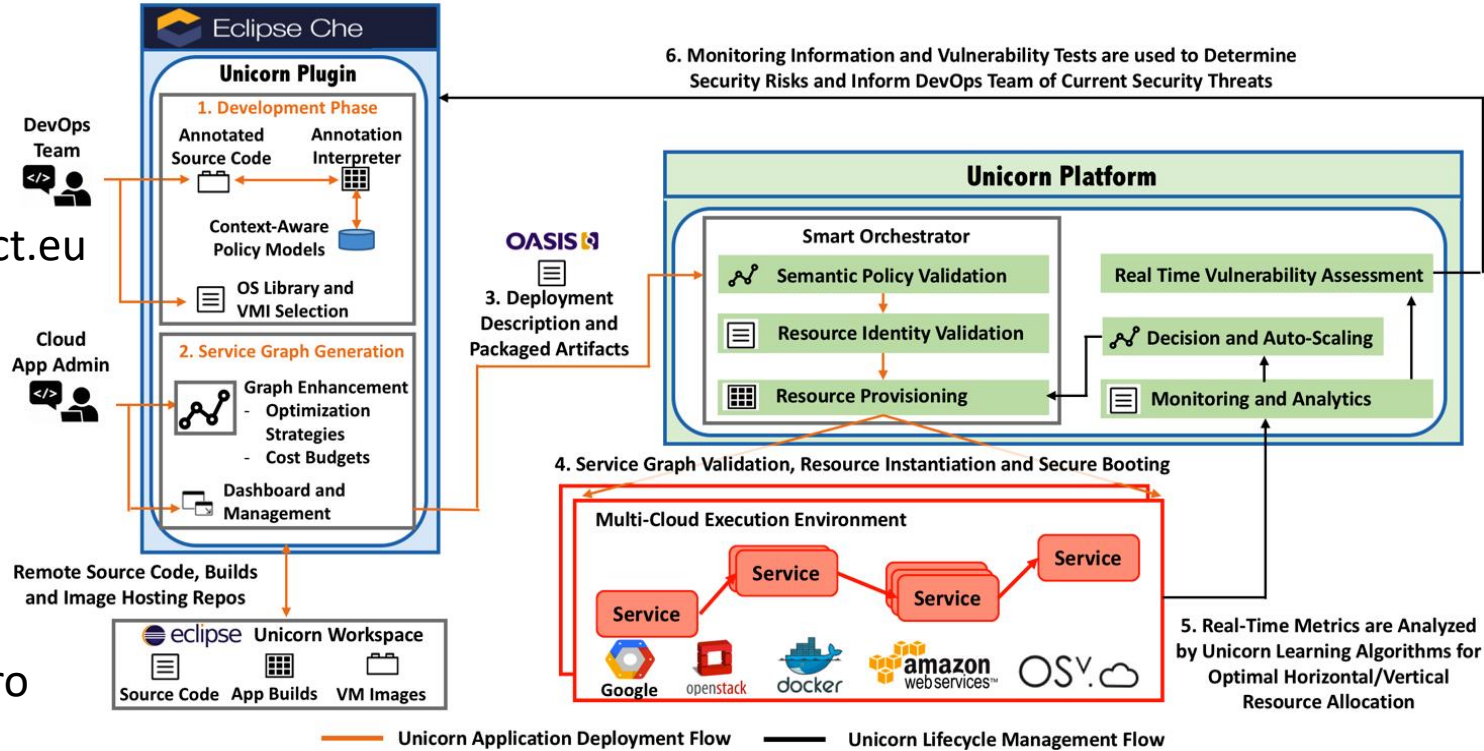 Eclipse Che
Unicorn Plugin
1. Development Phase
Annotated
Source Code
Annotation
Interpreter
Context-Aware
Policy Models
OS Library and
VMI Selection
2. Service Graph Generation
Graph Enhancement
- Optimization
Strategies
- Cost Budgets
Dashboard and
Management
DevOps
Team
</>
ct.eu
Cloud
App Admin
</>
Remote Source Code, Builds
and Image Hosting Repos
eclipse Unicorn Workspace
Source Code App Builds VM Images
ro
OASIS
3. Deployment
Description and
Packaged Artifacts
6. Monitoring Information and Vulnerability Tests are used to Determine
Security Risks and Inform DevOps Team of Current Security Threats
Unicorn Platform
Smart Orchestrator
Semantic Policy Validation
Resource Identity Validation
Resource Provisioning
Real Time Vulnerability Assessment
Decision and Auto-Scaling
Monitoring and Analytics
4. Service Graph Validation, Resource Instantiation and Secure Booting
Multi-Cloud Execution Environment
Service
Service
Service
Service
Google
openstack
docker
amazon
webservices™
OSv.
5. Real-Time Metrics are Analyzed
by Unicorn Learning Algorithms for
Optimal Horizontal/Vertical
Resource Allocation
Unicorn Application Deployment Flow
Unicorn Lifecycle Management Flow